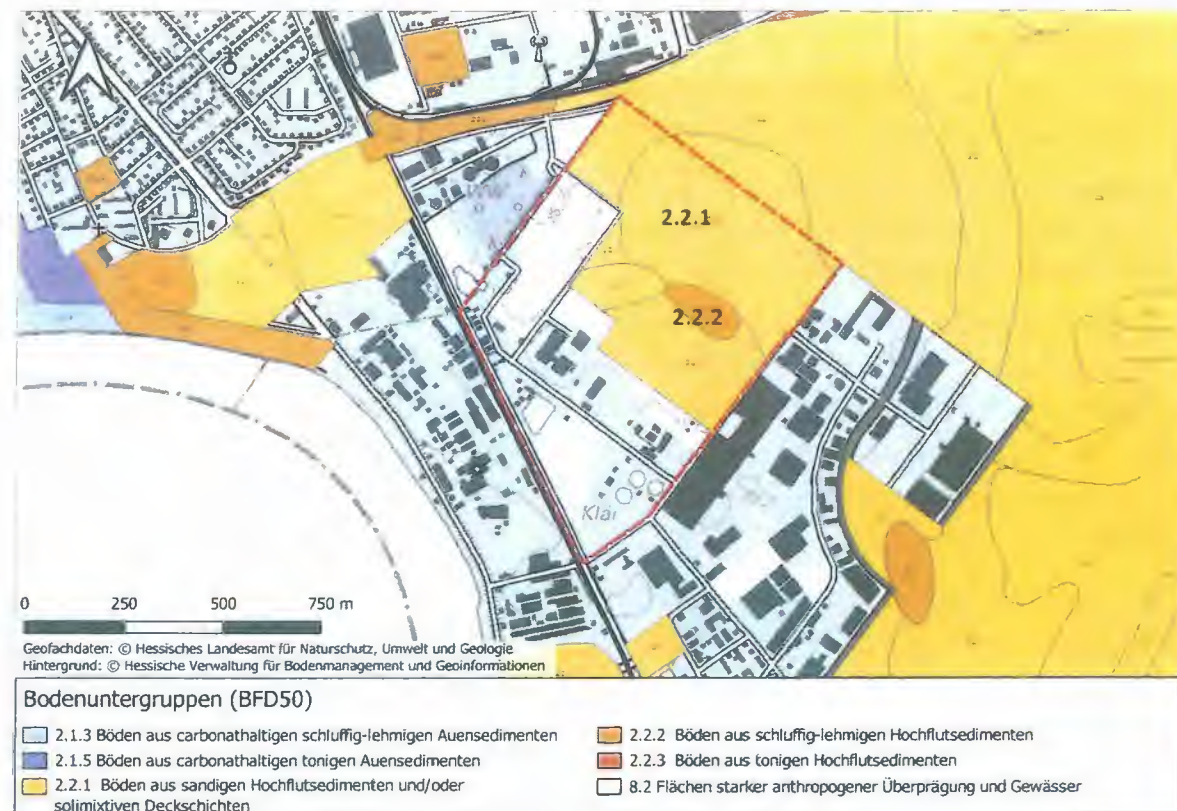 2.2.1
2.2.2
Klär
0 250 500 750 m
Geofachdaten: © Hessisches Landesamt für Naturschutz, Umwelt und Geologie
Hintergrund: © Hessische Verwaltung für Bodenmanagement und Geoinformationen
Bodenuntergruppen (BFD50)
2.1.3 Böden aus carbonathaltigen schluffig-lehmigen Auensedimenten
2.1.5 Böden aus carbonathaltigen tonigen Auensedimenten
2.2.1 Böden aus sandigen Hochflutsedimenten und/oder
solimixtiven Deckschichten
2.2.2 Böden aus schluffig-lehmigen Hochflutsedimenten
2.2.3 Böden aus tonigen Hochflutsedimenten
8.2 Flächen starker anthropogener Überprägung und Gewässer